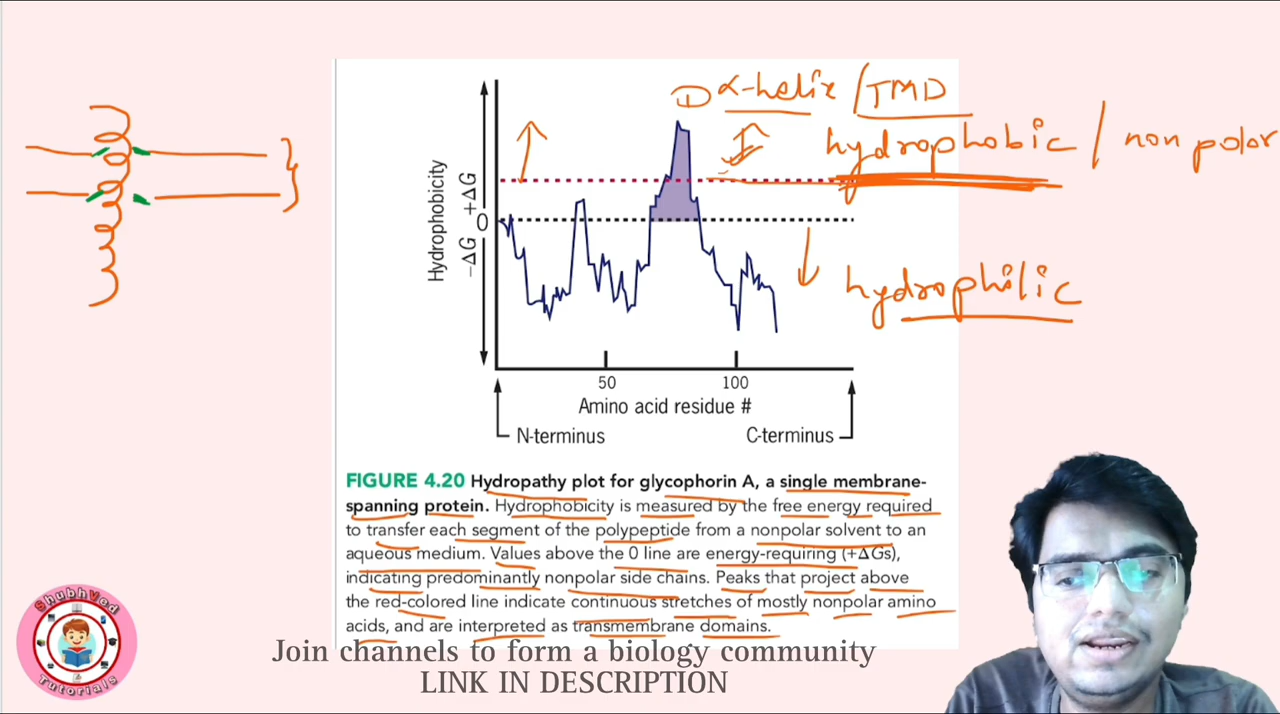 ① α-helix / TMD
hydrophobic / non polar
hydrophilic
Hydrophobicity
+ΔG
0
−ΔG
50 100
Amino acid residue #
N-terminus C-terminus
FIGURE 4.20 Hydropathy plot for glycophorin A, a single membrane-
spanning protein. Hydrophobicity is measured by the free energy required
to transfer each segment of the polypeptide from a nonpolar solvent to an
aqueous medium. Values above the 0 line are energy-requiring (+ΔGs),
indicating predominantly nonpolar side chains. Peaks that project above
the red-colored line indicate continuous stretches of mostly nonpolar amino
acids, and are interpreted as transmembrane domains.
Join channels to form a biology community
LINK IN DESCRIPTION
ShubhVed
Tutorials